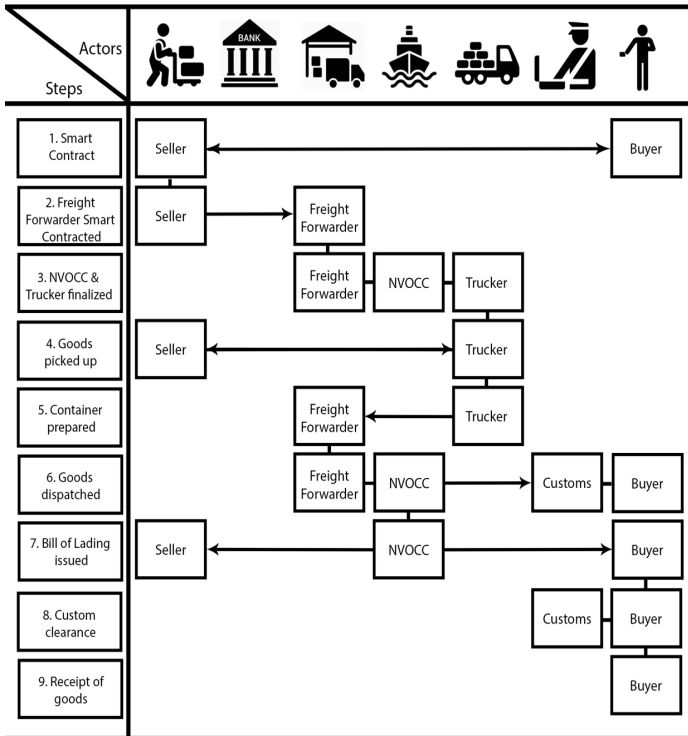 Actors
BANK
Steps
1. Smart
Contract
Seller
Buyer
2. Freight
Forwarder Smart
Contracted
Seller
Freight
Forwarder
3. NVOCC &
Trucker finalized
Freight
Forwarder
NVOCC
Trucker
4. Goods
picked up
Seller
Trucker
5. Container
prepared
Freight
Forwarder
Trucker
6. Goods
dispatched
Freight
Forwarder
NVOCC
Customs
Buyer
7. Bill of Lading
issued
Seller
NVOCC
Buyer
8. Custom
clearance
Customs
Buyer
9. Receipt of
goods
Buyer